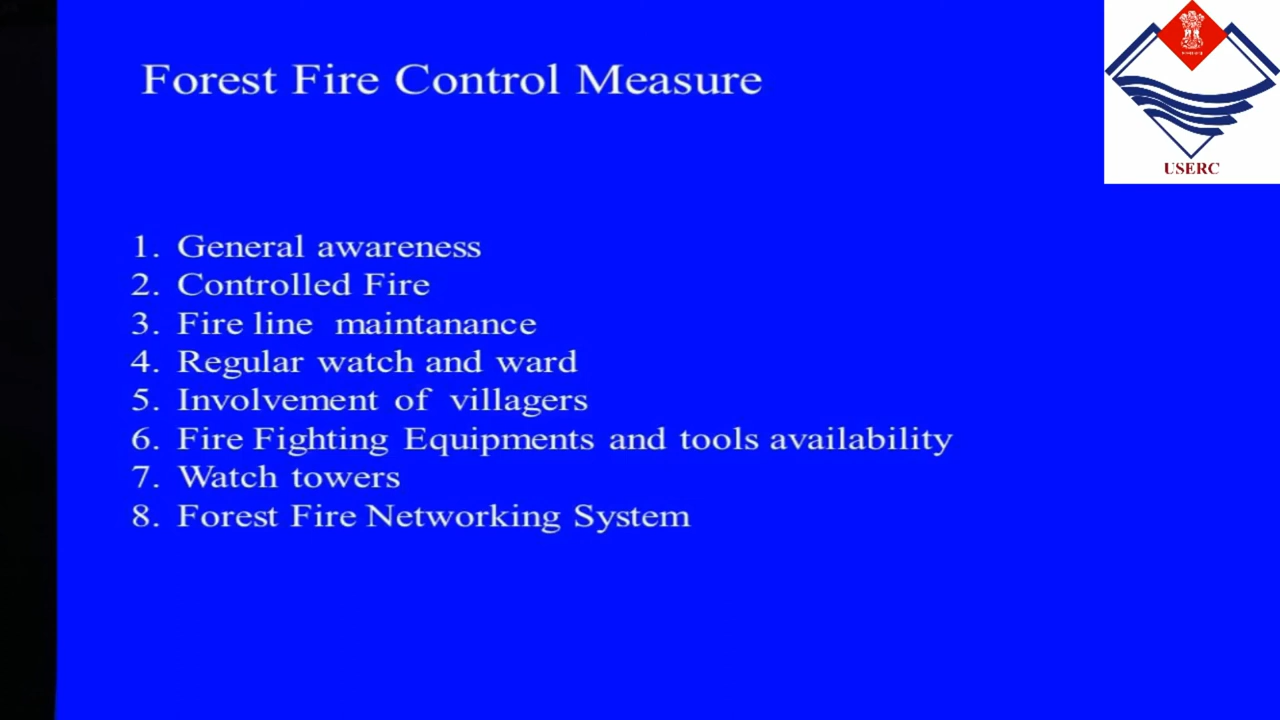 Forest Fire Control Measure
USERC
1. General awareness
2. Controlled Fire
3. Fire line maintanance
4. Regular watch and ward
5. Involvement of villagers
6. Fire Fighting Equipments and tools availability
7. Watch towers
8. Forest Fire Networking System